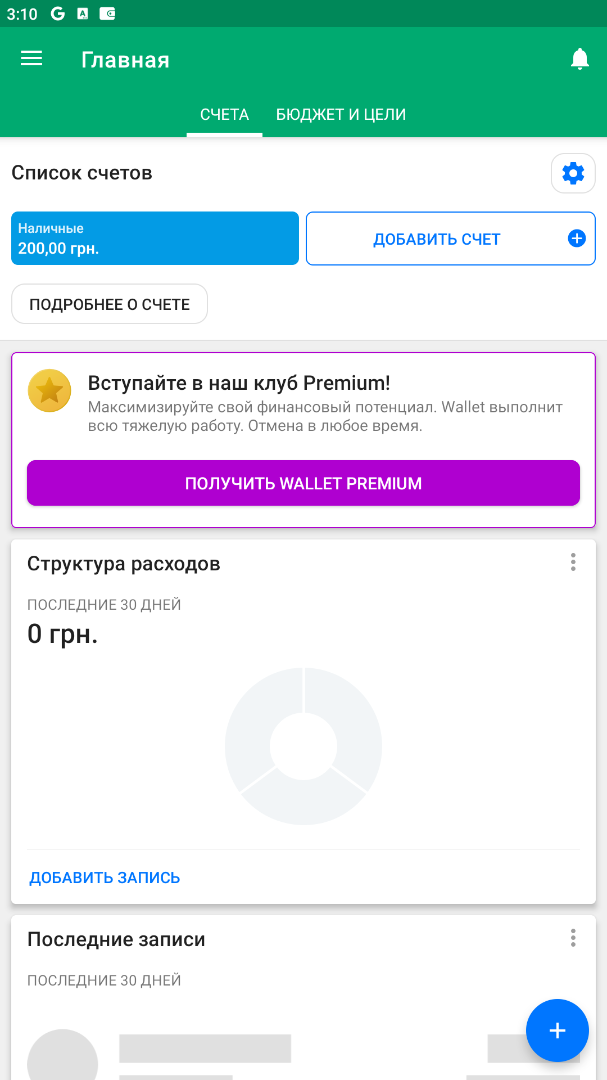 3:10
Главная
СЧЕТА
БЮДЖЕТ И ЦЕЛИ
Список счетов
Наличные
200,00 грн.
ДОБАВИТЬ СЧЕТ
ПОДРОБНЕЕ О СЧЕТЕ
Вступайте в наш клуб Premium!
Максимизируйте свой финансовый потенциал. Wallet выполнит
всю тяжелую работу. Отмена в любое время.
ПОЛУЧИТЬ WALLET PREMIUM
Структура расходов
ПОСЛЕДНИЕ 30 ДНЕЙ
0 грн.
ДОБАВИТЬ ЗАПИСЬ
Последние записи
ПОСЛЕДНИЕ 30 ДНЕЙ